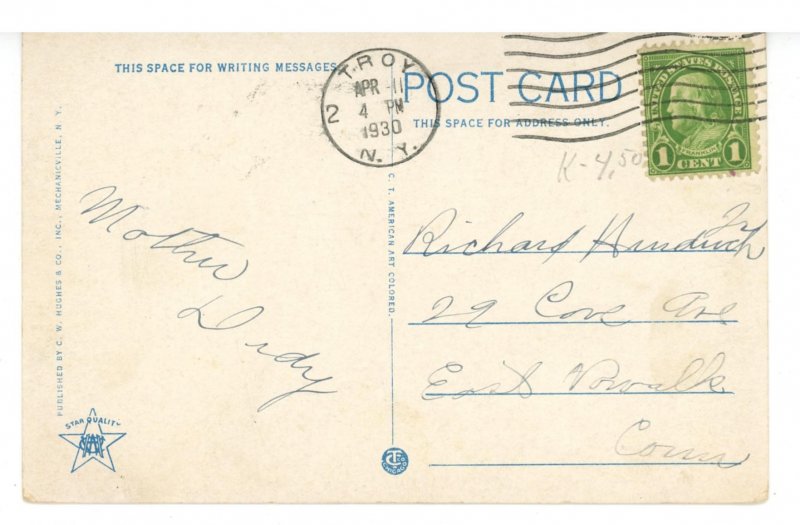 THIS SPACE FOR WRITING MESSAGES
TROY
APR 11
4 PM
1930
N. Y.
2
POST CARD
THIS SPACE FOR ADDRESS ONLY.
UNITED STATES POSTAGE
FRANKLIN
1 CENT 1
K-4,50
Mother
Richard
29 Cove Ave
East Norwalk
Conn
PUBLISHED BY C. W. HUGHES & CO., INC., MECHANICVILLE, N. Y.
C. T. AMERICAN ART COLORED.
STAR QUALITY
CHICAGO